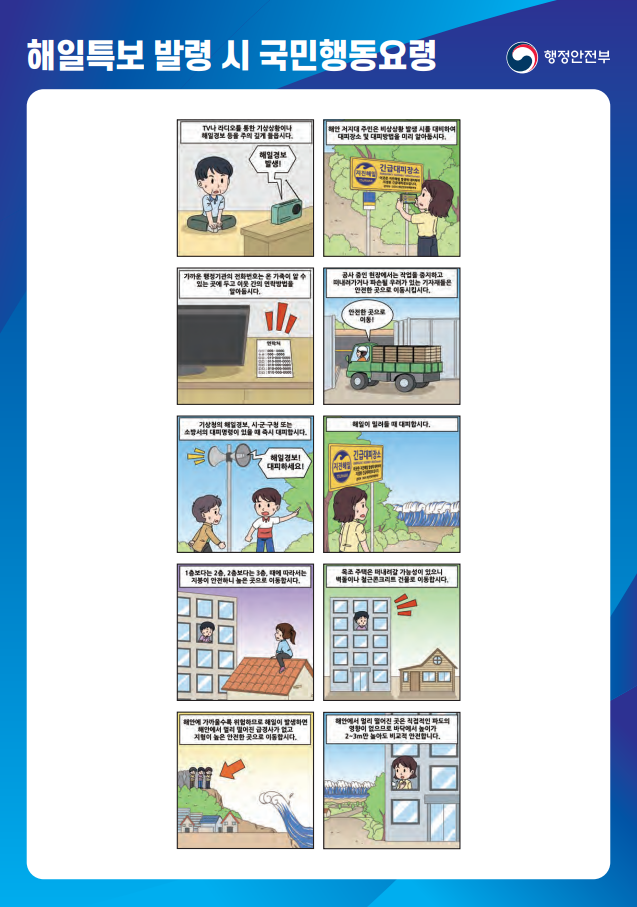 해일특보 발령 시 국민행동요령
행정안전부
TV나 라디오를 통한 기상상황이나
해일경보 등을 주의 깊게 들읍시다.
해일경보
발생!
해안 저지대 주민은 비상상황 발생 시를 대비하여
대피장소 및 대피방법을 미리 알아둡시다.
긴급대피장소
지진해일
가까운 행정기관의 전화번호는 온 가족이 알 수
있는 곳에 두고 이웃 간의 연락방법을
알아둡시다.
연락처
공사 중인 현장에서는 작업을 중지하고
떠내려가거나 파손될 우려가 있는 기자재들은
안전한 곳으로 이동시킵시다.
안전한 곳으로
이동!
기상청의 해일경보, 시·군·구청 또는
소방서의 대피명령이 있을 때 즉시 대피합시다.
해일경보!
대피하세요!
해일이 밀려들 때 대피합시다.
긴급대피장소
지진해일
1층보다는 2층, 2층보다는 3층, 때에 따라서는
지붕이 안전하니 높은 곳으로 이동합시다.
목조 주택은 떠내려갈 가능성이 있으니
벽돌이나 철근콘크리트 건물로 이동합시다.
해안에 가까울수록 위험하므로 해일이 발생하면
해안에서 멀리 떨어진 급경사가 없고
지형이 높은 안전한 곳으로 이동합시다.
해안에서 멀리 떨어진 곳은 직접적인 파도의
영향이 없으므로 바닷에서 높이가
2~3m만 높아도 비교적 안전합니다.